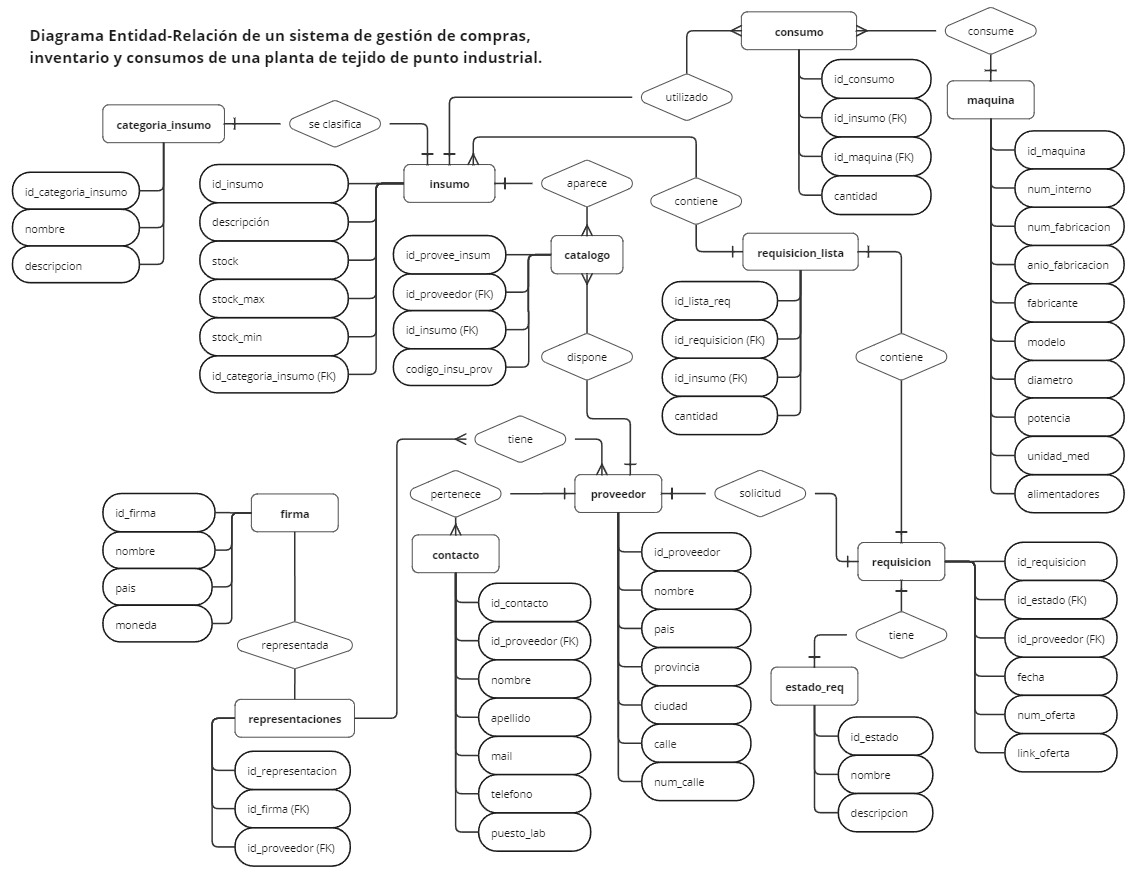 Diagrama Entidad-Relación de un sistema de gestión de compras,
inventario y consumos de una planta de tejido de punto industrial.
consumo
consume
id_consumo
id_insumo (FK)
id_maquina (FK)
cantidad
utilizado
maquina
id_maquina
num_interno
num_fabricacion
anio_fabricacion
fabricante
modelo
diametro
potencia
unidad_med
alimentadores
categoria_insumo
se clasifica
id_categoria_insumo
nombre
descripcion
insumo
id_insumo
descripción
stock
stock_max
stock_min
id_categoria_insumo (FK)
aparece
contiene
catalogo
id_provee_insum
id_proveedor (FK)
id_insumo (FK)
codigo_insu_prov
dispone
requisicion_lista
id_lista_req
id_requisicion (FK)
id_insumo (FK)
cantidad
contiene
tiene
pertenece
proveedor
solicitud
id_proveedor
nombre
pais
provincia
ciudad
calle
num_calle
contacto
id_contacto
id_proveedor (FK)
nombre
apellido
mail
telefono
puesto_lab
firma
id_firma
nombre
pais
moneda
representada
representaciones
id_representacion
id_firma (FK)
id_proveedor (FK)
requisicion
id_requisicion
id_estado (FK)
id_proveedor (FK)
fecha
num_oferta
link_oferta
tiene
estado_req
id_estado
nombre
descripcion